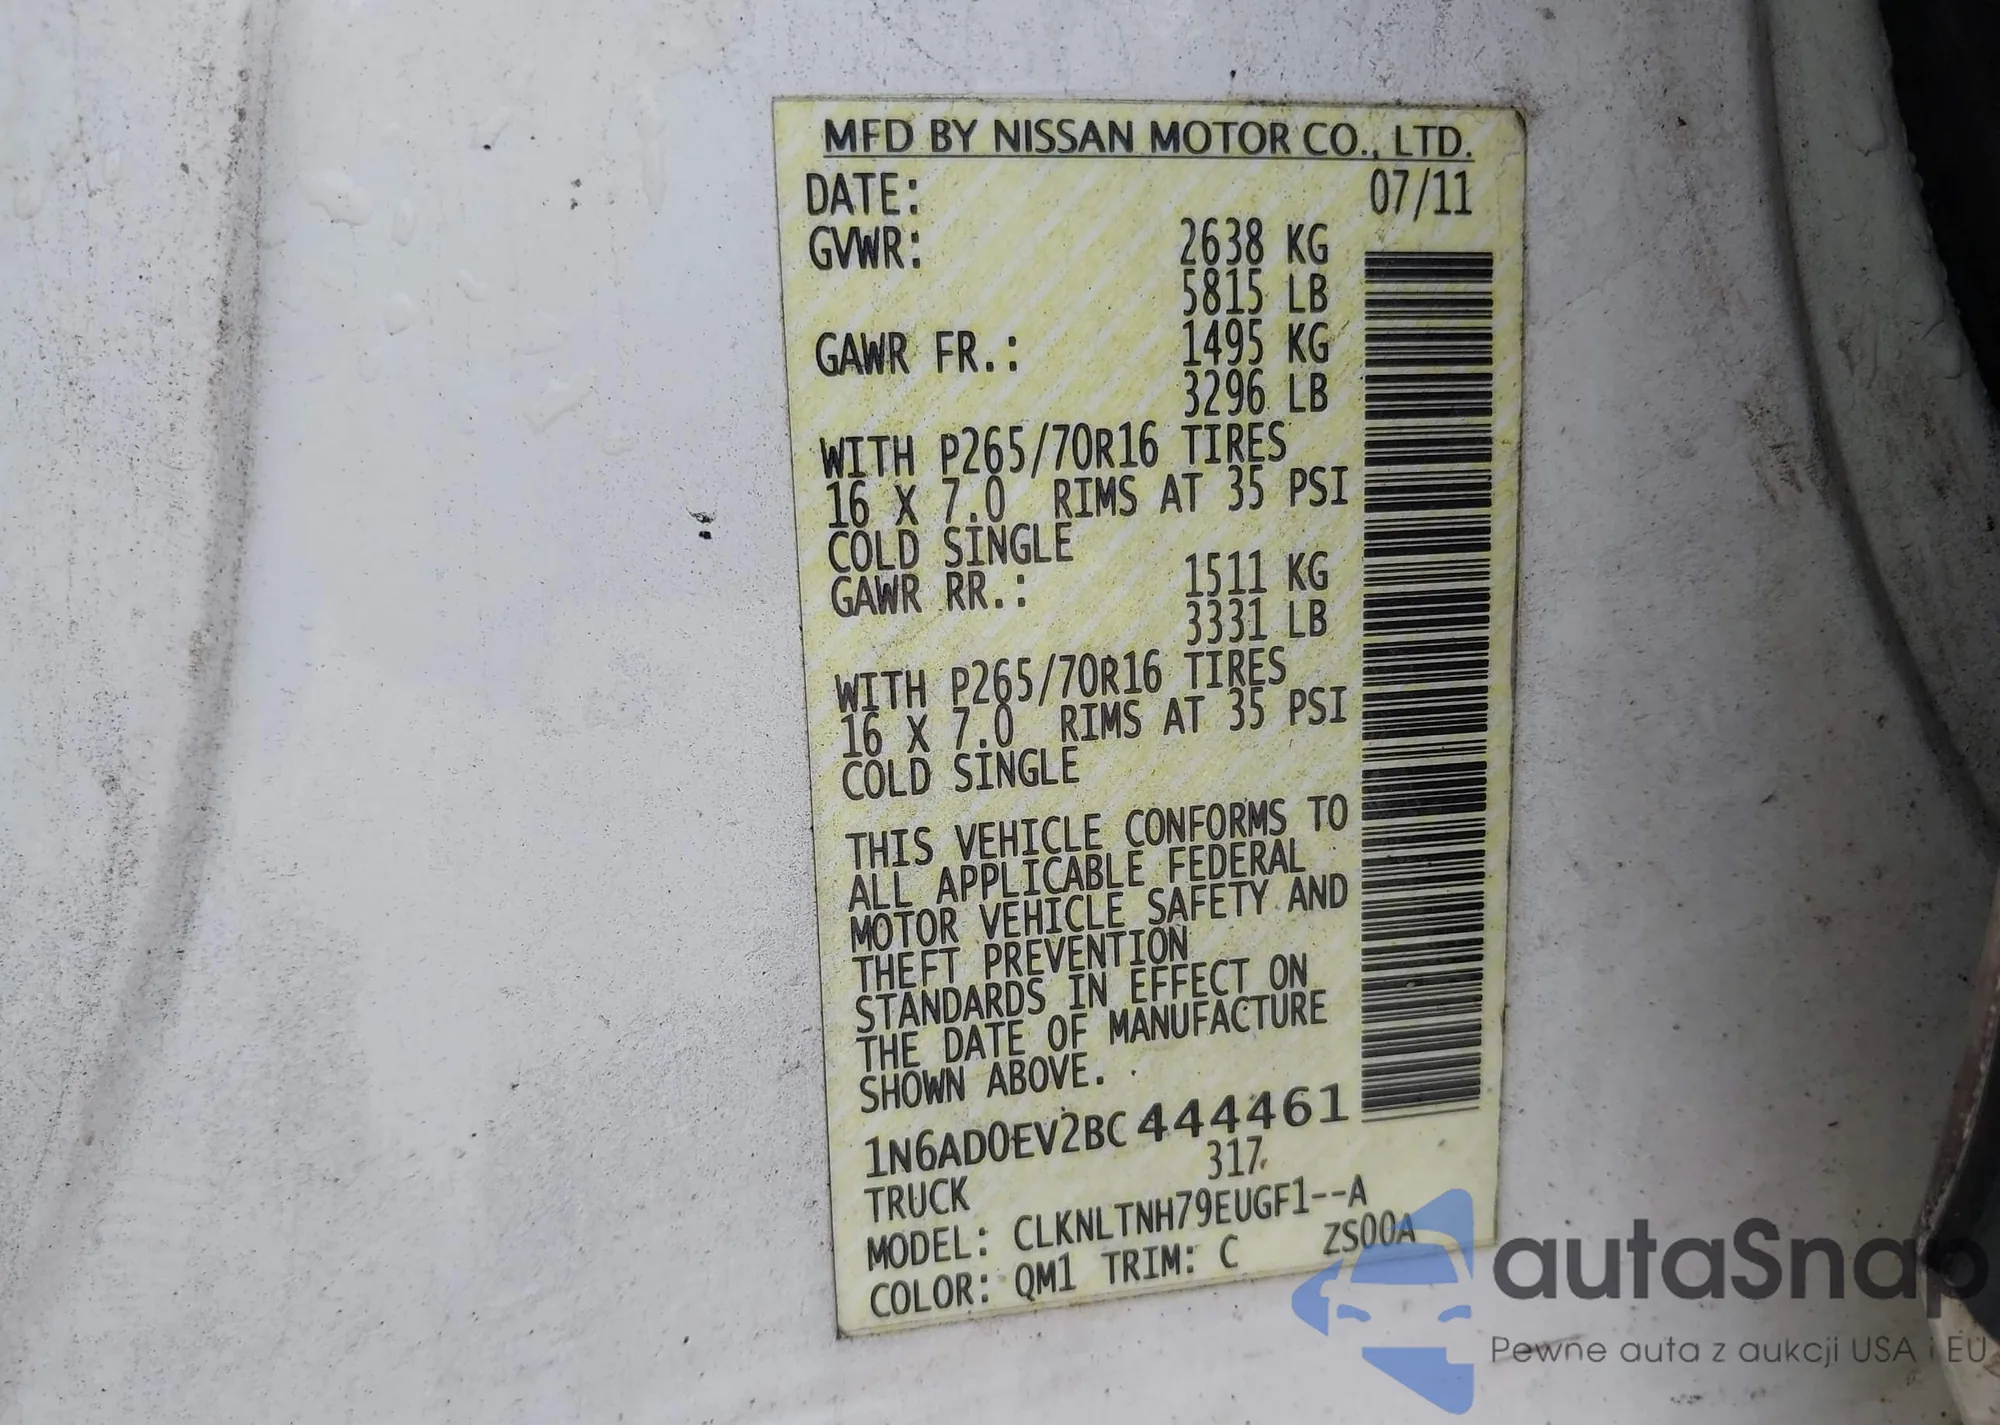 MFD BY NISSAN MOTOR CO., LTD.
DATE: 07/11
GVWR: 2638 KG
5815 LB
GAWR FR.: 1495 KG
3296 LB
WITH P265/70R16 TIRES
16 X 7.0 RIMS AT 35 PSI
COLD SINGLE
GAWR RR.: 1511 KG
3331 LB
WITH P265/70R16 TIRES
16 X 7.0 RIMS AT 35 PSI
COLD SINGLE
THIS VEHICLE CONFORMS TO
ALL APPLICABLE FEDERAL
MOTOR VEHICLE SAFETY AND
THEFT PREVENTION
STANDARDS IN EFFECT ON
THE DATE OF MANUFACTURE
SHOWN ABOVE.
1N6AD0EV2BC444461
317
TRUCK
MODEL: CLKNLTNH79EUGF1--A
COLOR: QM1 TRIM: C ZS00A
autaSnap
Pewne auta z aukcji USA i EU